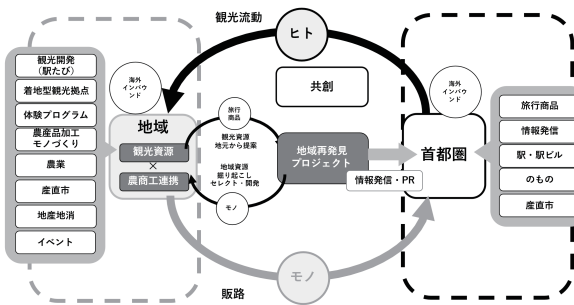 観光流動
ヒト
観光開発
（駅たび）
着地型観光拠点
体験プログラム
農産品加工
モノづくり
農業
産直市
地産地消
イベント
海外
インバウ
ンド
地域
観光資源
×
農商工連携
旅行
商品
観光資源
地元から提案
地域資源
掘り起こし
セレクト・開発
モノ
共創
地域再発見
プロジェクト
情報発信・PR
海外
インバウ
ンド
首都圏
旅行商品
情報発信
駅・駅ビル
のもの
産直市
販路
モノ